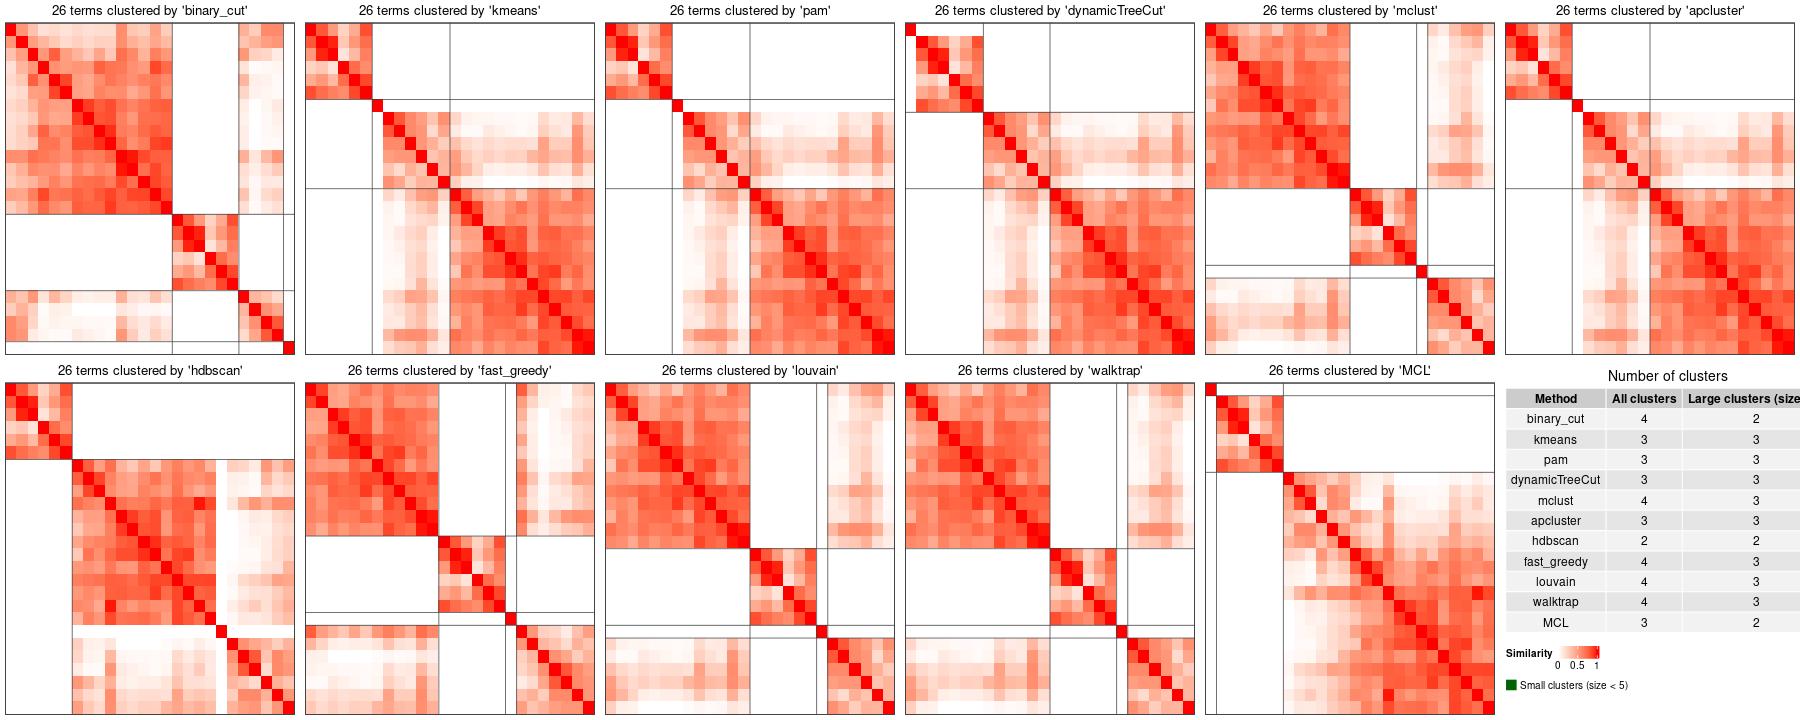 26 terms clustered by 'binary_cut'
26 terms clustered by 'kmeans'
26 terms clustered by 'pam'
26 terms clustered by 'dynamicTreeCut'
26 terms clustered by 'mclust'
26 terms clustered by 'apcluster'
26 terms clustered by 'hdbscan'
26 terms clustered by 'fast_greedy'
26 terms clustered by 'louvain'
26 terms clustered by 'walktrap'
26 terms clustered by 'MCL'
Number of clusters
Method All clusters Large clusters (size
binary_cut 4 2
kmeans 3 3
pam 3 3
dynamicTreeCut 3 3
mclust 4 3
apcluster 3 3
hdbscan 2 2
fast_greedy 4 3
louvain 4 3
walktrap 4 3
MCL 3 2
Similarity
0 0.5 1
Small clusters (size < 5)